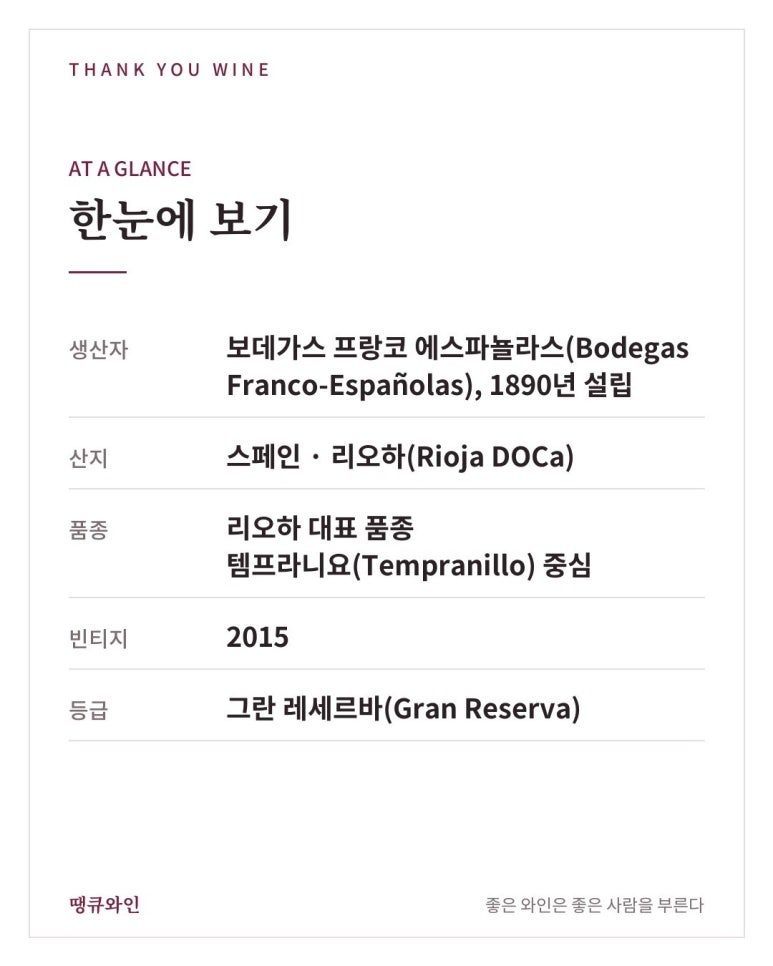 THANK YOU WINE
AT A GLANCE
한눈에 보기
생산자
보데가스 프랑코 에스파뇰라스(Bodegas
Franco-Españolas), 1890년 설립
산지
스페인 · 리오하(Rioja DOCa)
품종
리오하 대표 품종
템프라니요(Tempranillo) 중심
빈티지
2015
등급
그란 레세르바(Gran Reserva)
땡큐와인
좋은 와인은 좋은 사람을 부른다